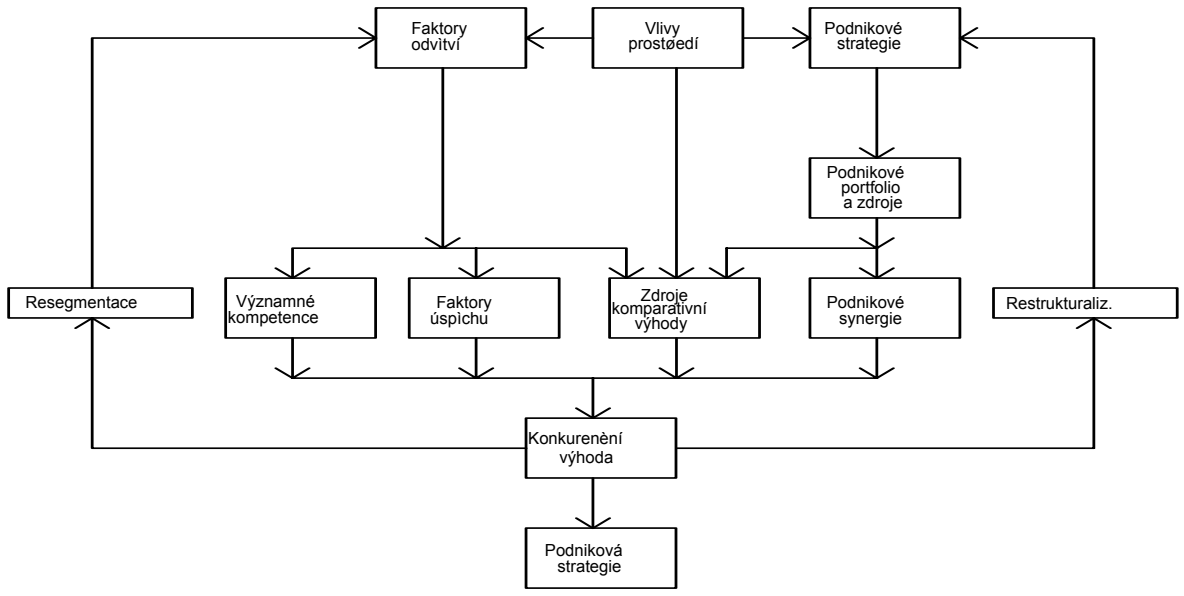 Faktory
odvìtví
Vlivy
prostøedí
Podnikové
strategie
Podnikové
portfolio
a zdroje
Resegmentace
Významné
kompetence
Faktory
úspìchu
Zdroje
komparativní
výhody
Podnikové
synergie
Restrukturaliz.
Konkurenèní
výhoda
Podniková
strategie